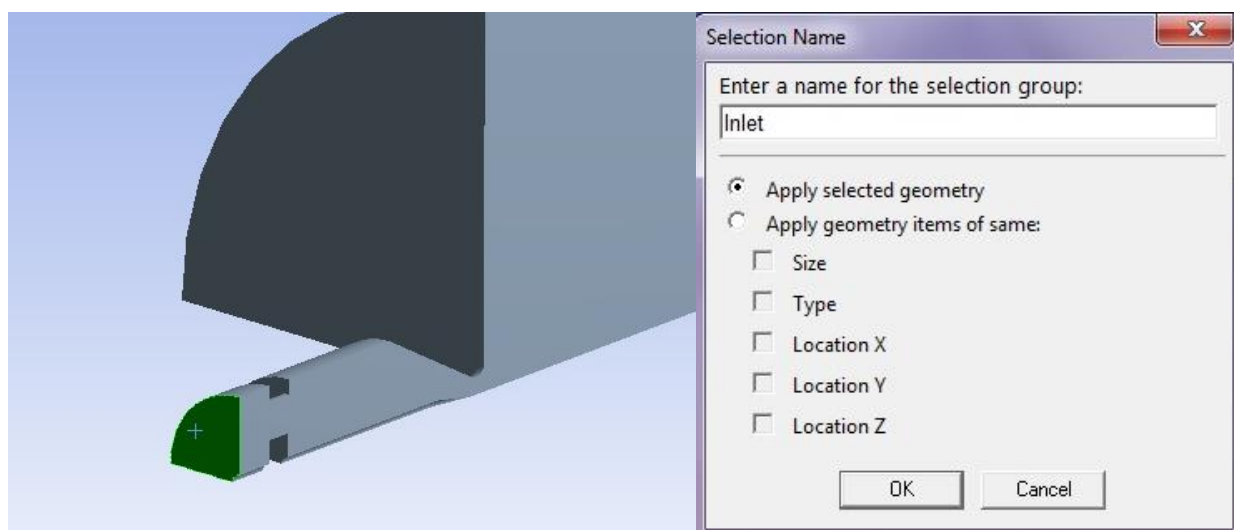 Selection Name
Enter a name for the selection group:
Inlet
Apply selected geometry
Apply geometry items of same:
Size
Type
Location X
Location Y
Location Z
OK Cancel